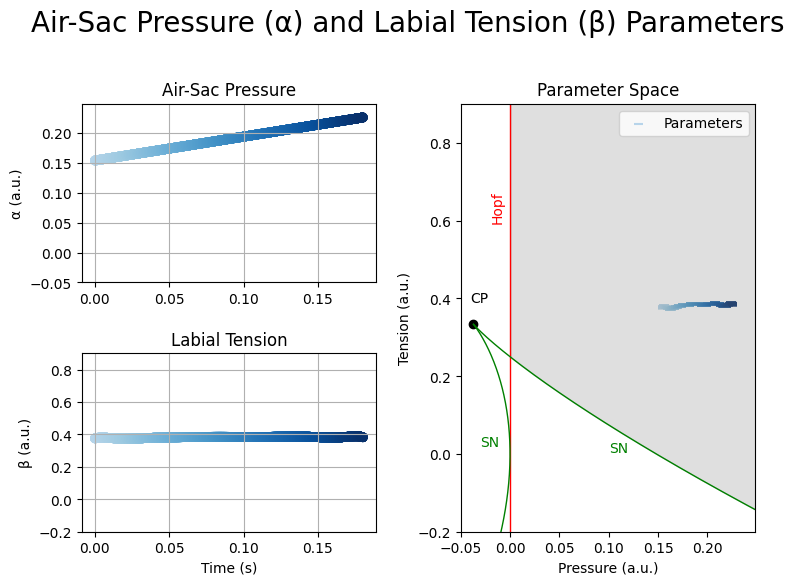 Air-Sac Pressure (α) and Labial Tension (β) Parameters
Air-Sac Pressure
α (a.u.)
0.20
0.15
0.10
0.05
0.00
−0.05
0.00
0.05
0.10
0.15
Labial Tension
β (a.u.)
0.8
0.6
0.4
0.2
0.0
−0.2
0.00
0.05
0.10
0.15
Time (s)
Parameter Space
Parameters
Tension (a.u.)
0.8
0.6
0.4
0.2
0.0
−0.2
Hopf
CP
SN
SN
−0.05
0.00
0.05
0.10
0.15
0.20
Pressure (a.u.)